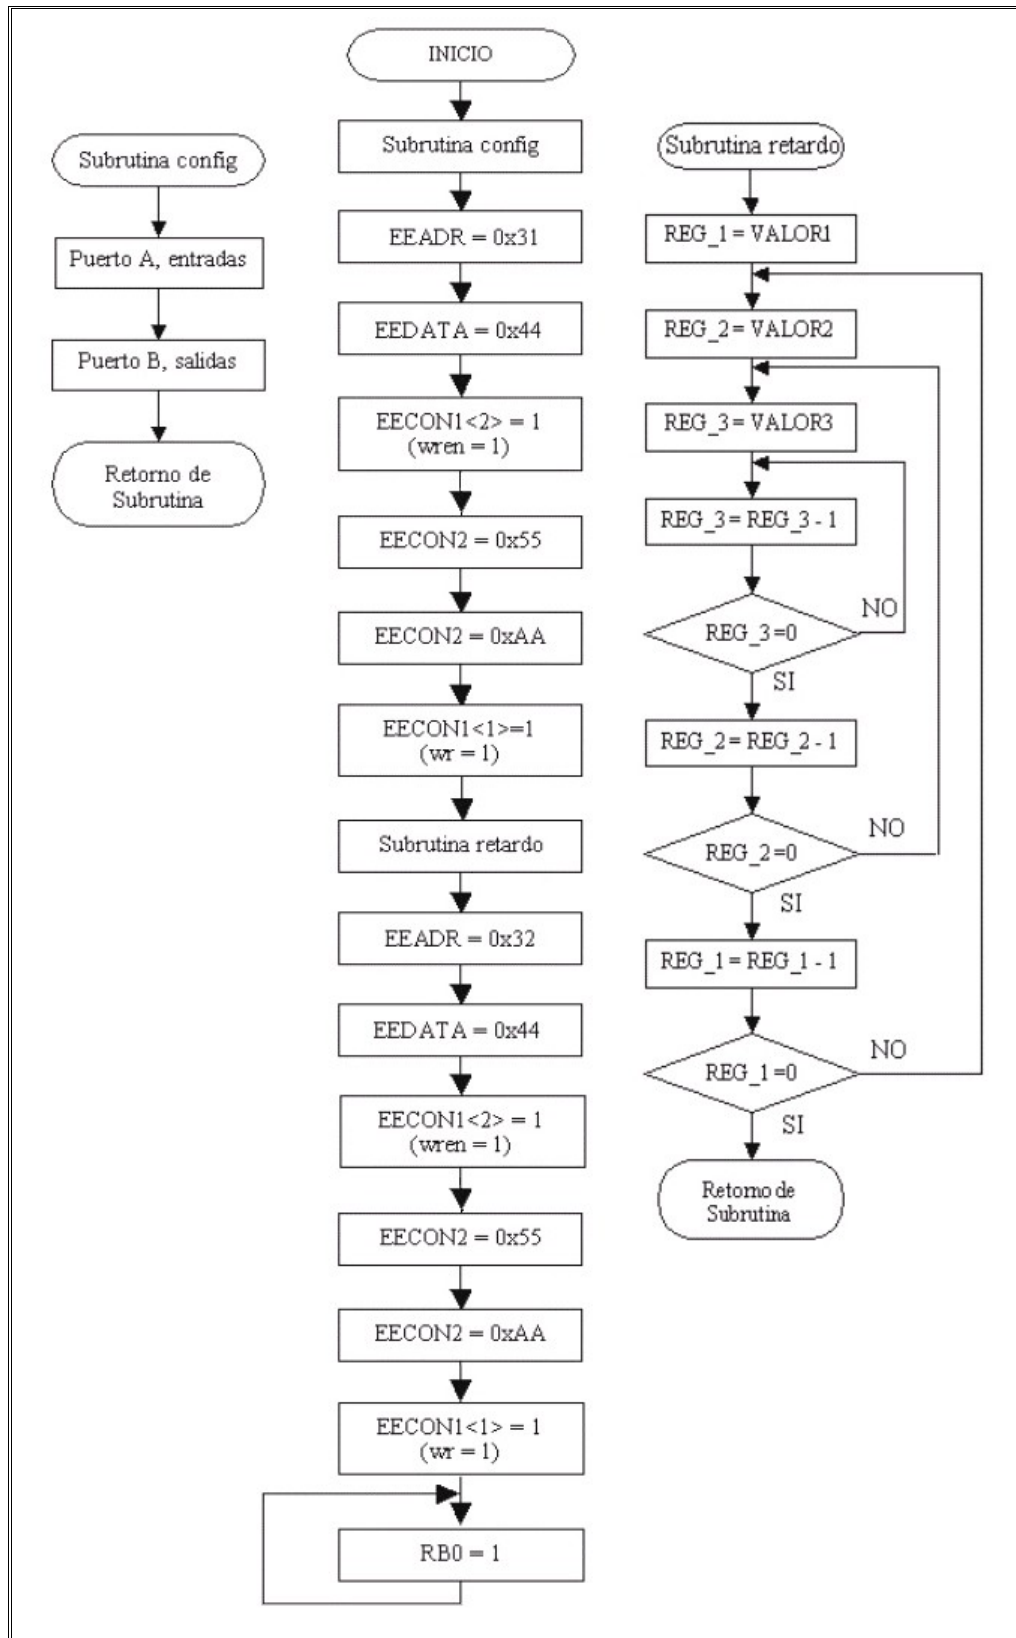 INICIO
Subrutina config
EEADR = 0x31
EEDATA = 0x44
EECON1<2> = 1
(wren = 1)
EECON2 = 0x55
EECON2 = 0xAA
EECON1<1>=1
(wr = 1)
Subrutina retardo
EEADR = 0x32
EEDATA = 0x44
EECON1<2> = 1
(wren = 1)
EECON2 = 0x55
EECON2 = 0xAA
EECON1<1> = 1
(wr = 1)
RB0 = 1
Subrutina config
Puerto A, entradas
Puerto B, salidas
Retorno de
Subrutina
Subrutina retardo
REG_1 = VALOR1
REG_2 = VALOR2
REG_3 = VALOR3
REG_3 = REG_3 - 1
REG_3=0
NO
SI
REG_2 = REG_2 - 1
REG_2=0
NO
SI
REG_1 = REG_1 - 1
REG_1=0
NO
SI
Retorno de
Subrutina